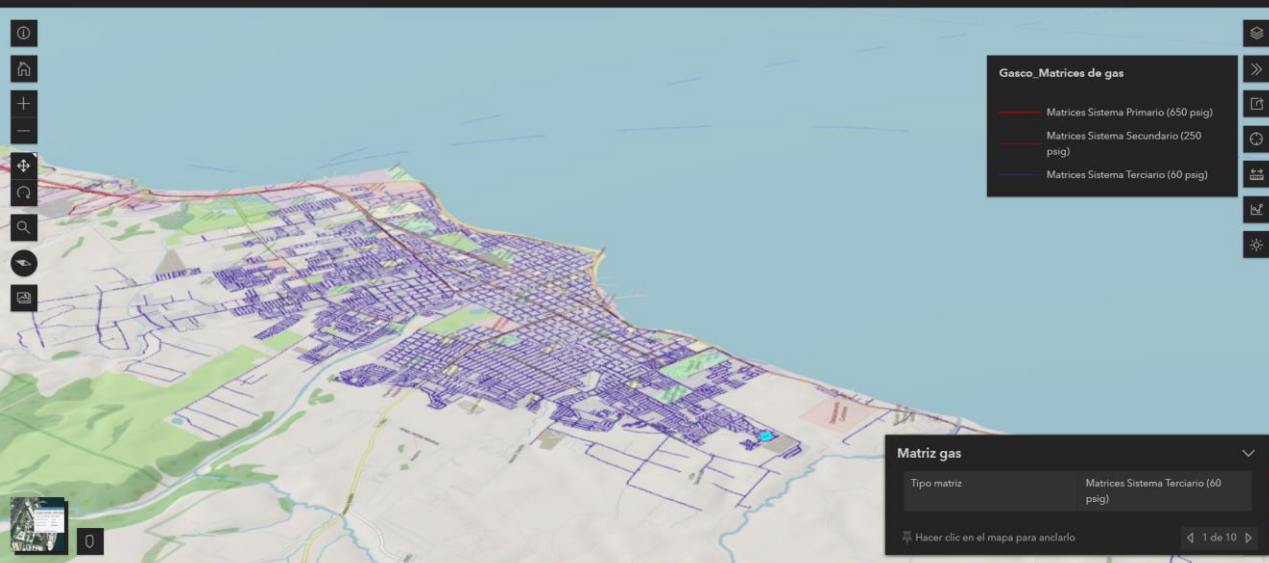 Gasco_Matrices de gas
Matrices Sistema Primario (650 psig)
Matrices Sistema Secundario (250
psig)
Matrices Sistema Terciario (60 psig)
Matriz gas
Tipo matriz
Matrices Sistema Terciario (60
psig)
Hacer clic en el mapa para anclarlo
1 de 10